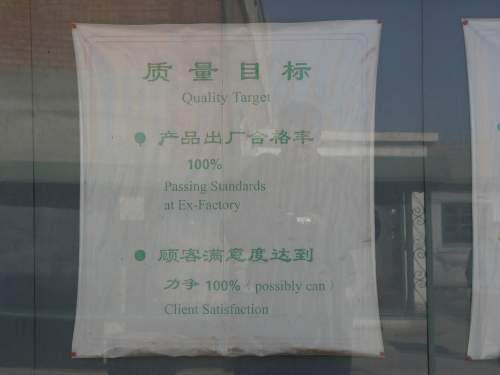 质量目标
Quality Target
产品出厂合格率
100%
Passing Standards
at Ex-Factory
顾客满意度达到
力争 100% (possibly can)
Client Satisfaction